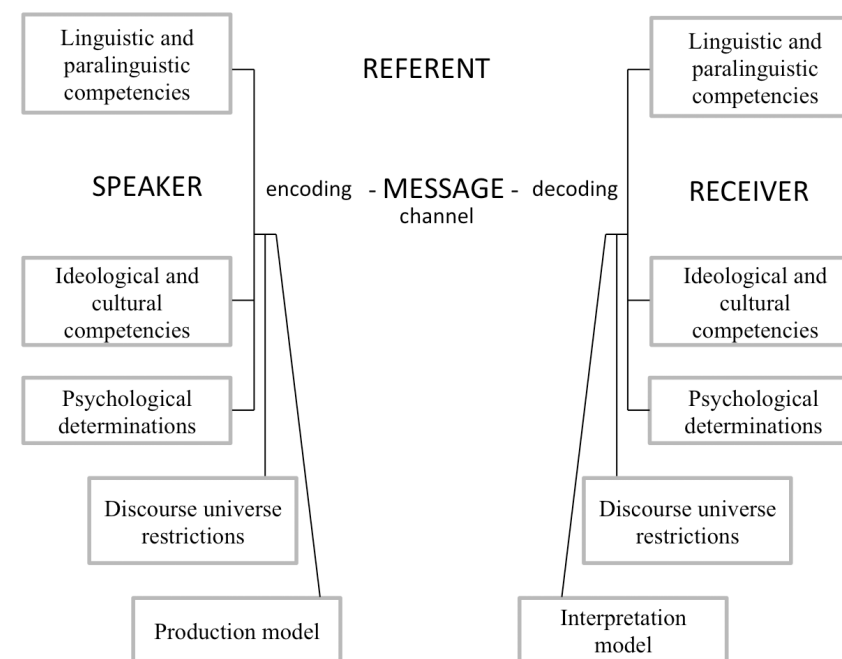 Linguistic and
paralinguistic
competencies
REFERENT
Linguistic and
paralinguistic
competencies
SPEAKER
encoding - MESSAGE - decoding
channel
RECEIVER
Ideological and
cultural
competencies
Ideological and
cultural
competencies
Psychological
determinations
Psychological
determinations
Discourse universe
restrictions
Discourse universe
restrictions
Production model
Interpretation
model